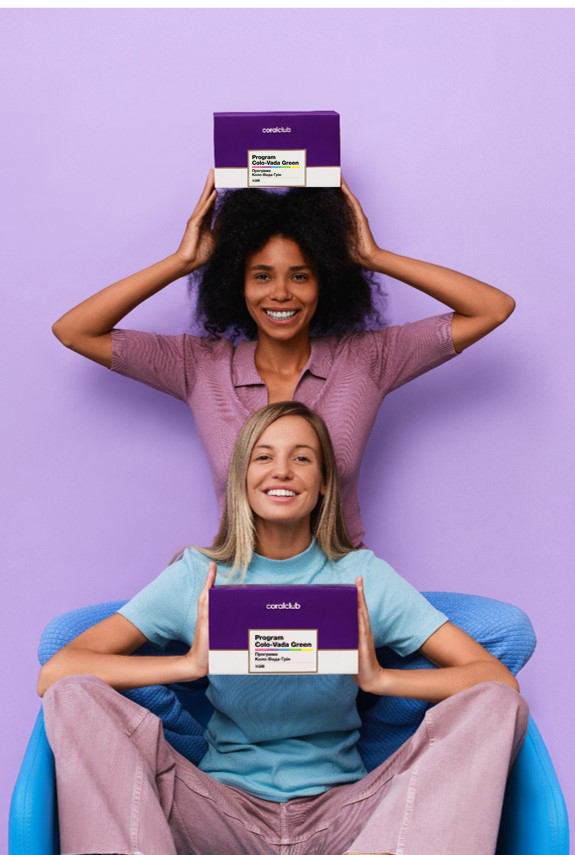 coralclub
Program
Colo-Vada Green
Програма
Коло-Вада Грін
coralclub
Program
Colo-Vada Green
Програма
Коло-Вада Грін